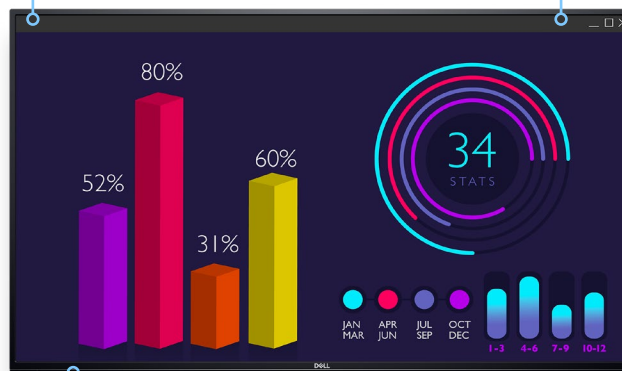 80%
52%
31%
60%
34
STATS
JAN
MAR
APR
JUN
JUL
SEP
OCT
DEC
1-3
4-6
7-9
10-12
DELL